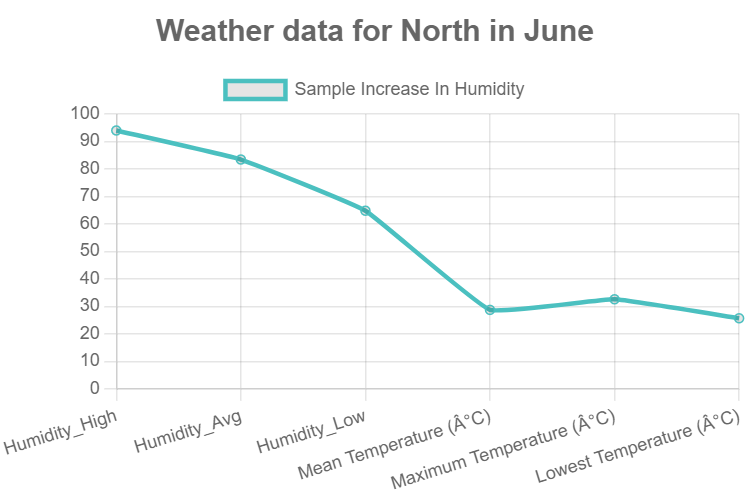 Weather data for North in June
Sample Increase In Humidity
100
90
80
70
60
50
40
30
20
10
0
Humidity_High
Humidity_Avg
Humidity_Low
Mean Temperature (Â°C)
Maximum Temperature (Â°C)
Lowest Temperature (Â°C)